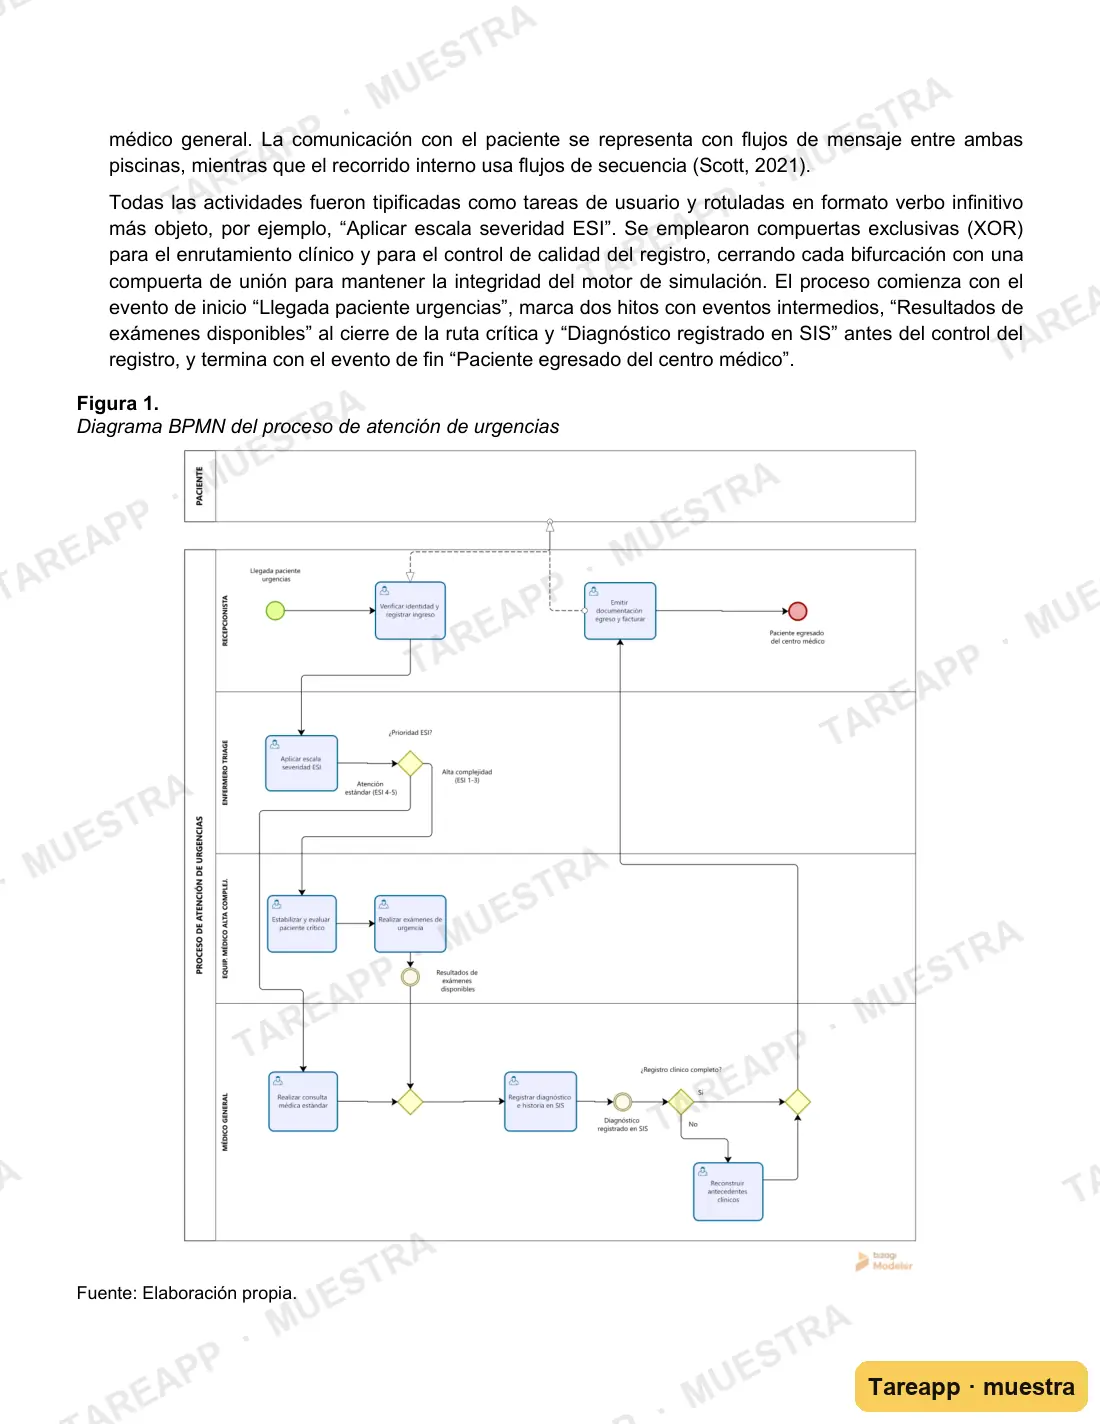 médico general. La comunicación con el paciente se representa con flujos de mensaje entre ambas
piscinas, mientras que el recorrido interno usa flujos de secuencia (Scott, 2021).
Todas las actividades fueron tipificadas como tareas de usuario y rotuladas en formato verbo infinitivo
más objeto, por ejemplo, “Aplicar escala severidad ESI”. Se emplearon compuertas exclusivas (XOR)
para el enrutamiento clínico y para el control de calidad del registro, cerrando cada bifurcación con una
compuerta de unión para mantener la integridad del motor de simulación. El proceso comienza con el
evento de inicio “Llegada paciente urgencias”, marca dos hitos con eventos intermedios, “Resultados de
exámenes disponibles” al cierre de la ruta crítica y “Diagnóstico registrado en SIS” antes del control del
registro, y termina con el evento de fin “Paciente egresado del centro médico”.
Figura 1.
Diagrama BPMN del proceso de atención de urgencias
PACIENTE
PROCESO DE ATENCIÓN DE URGENCIAS
RECEPCIONISTA
Llegada paciente
urgencias
Verificar identidad y
registrar ingreso
Emitir
documentación
egreso y facturar
Paciente egresado
del centro médico
ENFERMERO TRIAGE
Aplicar escala
severidad ESI
¿Prioridad ESI?
Atención
estándar (ESI 4-5)
Alta complejidad
(ESI 1-3)
EQUIP. MÉDICO ALTA COMPLEJ.
Estabilizar y evaluar
paciente crítico
Realizar exámenes de
urgencia
Resultados de
exámenes
disponibles
MÉDICO GENERAL
Realizar consulta
médica estándar
Registrar diagnóstico
e historia en SIS
Diagnóstico
registrado en SIS
¿Registro clínico completo?
Sí
No
Reconstruir
antecedentes
clínicos
bizagi
Modeler
Fuente: Elaboración propia.
TAREAPP · MUESTRA
Tareapp · muestra